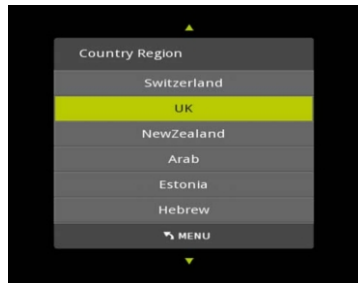 Country Region
Switzerland
UK
NewZealand
Arab
Estonia
Hebrew
MENU